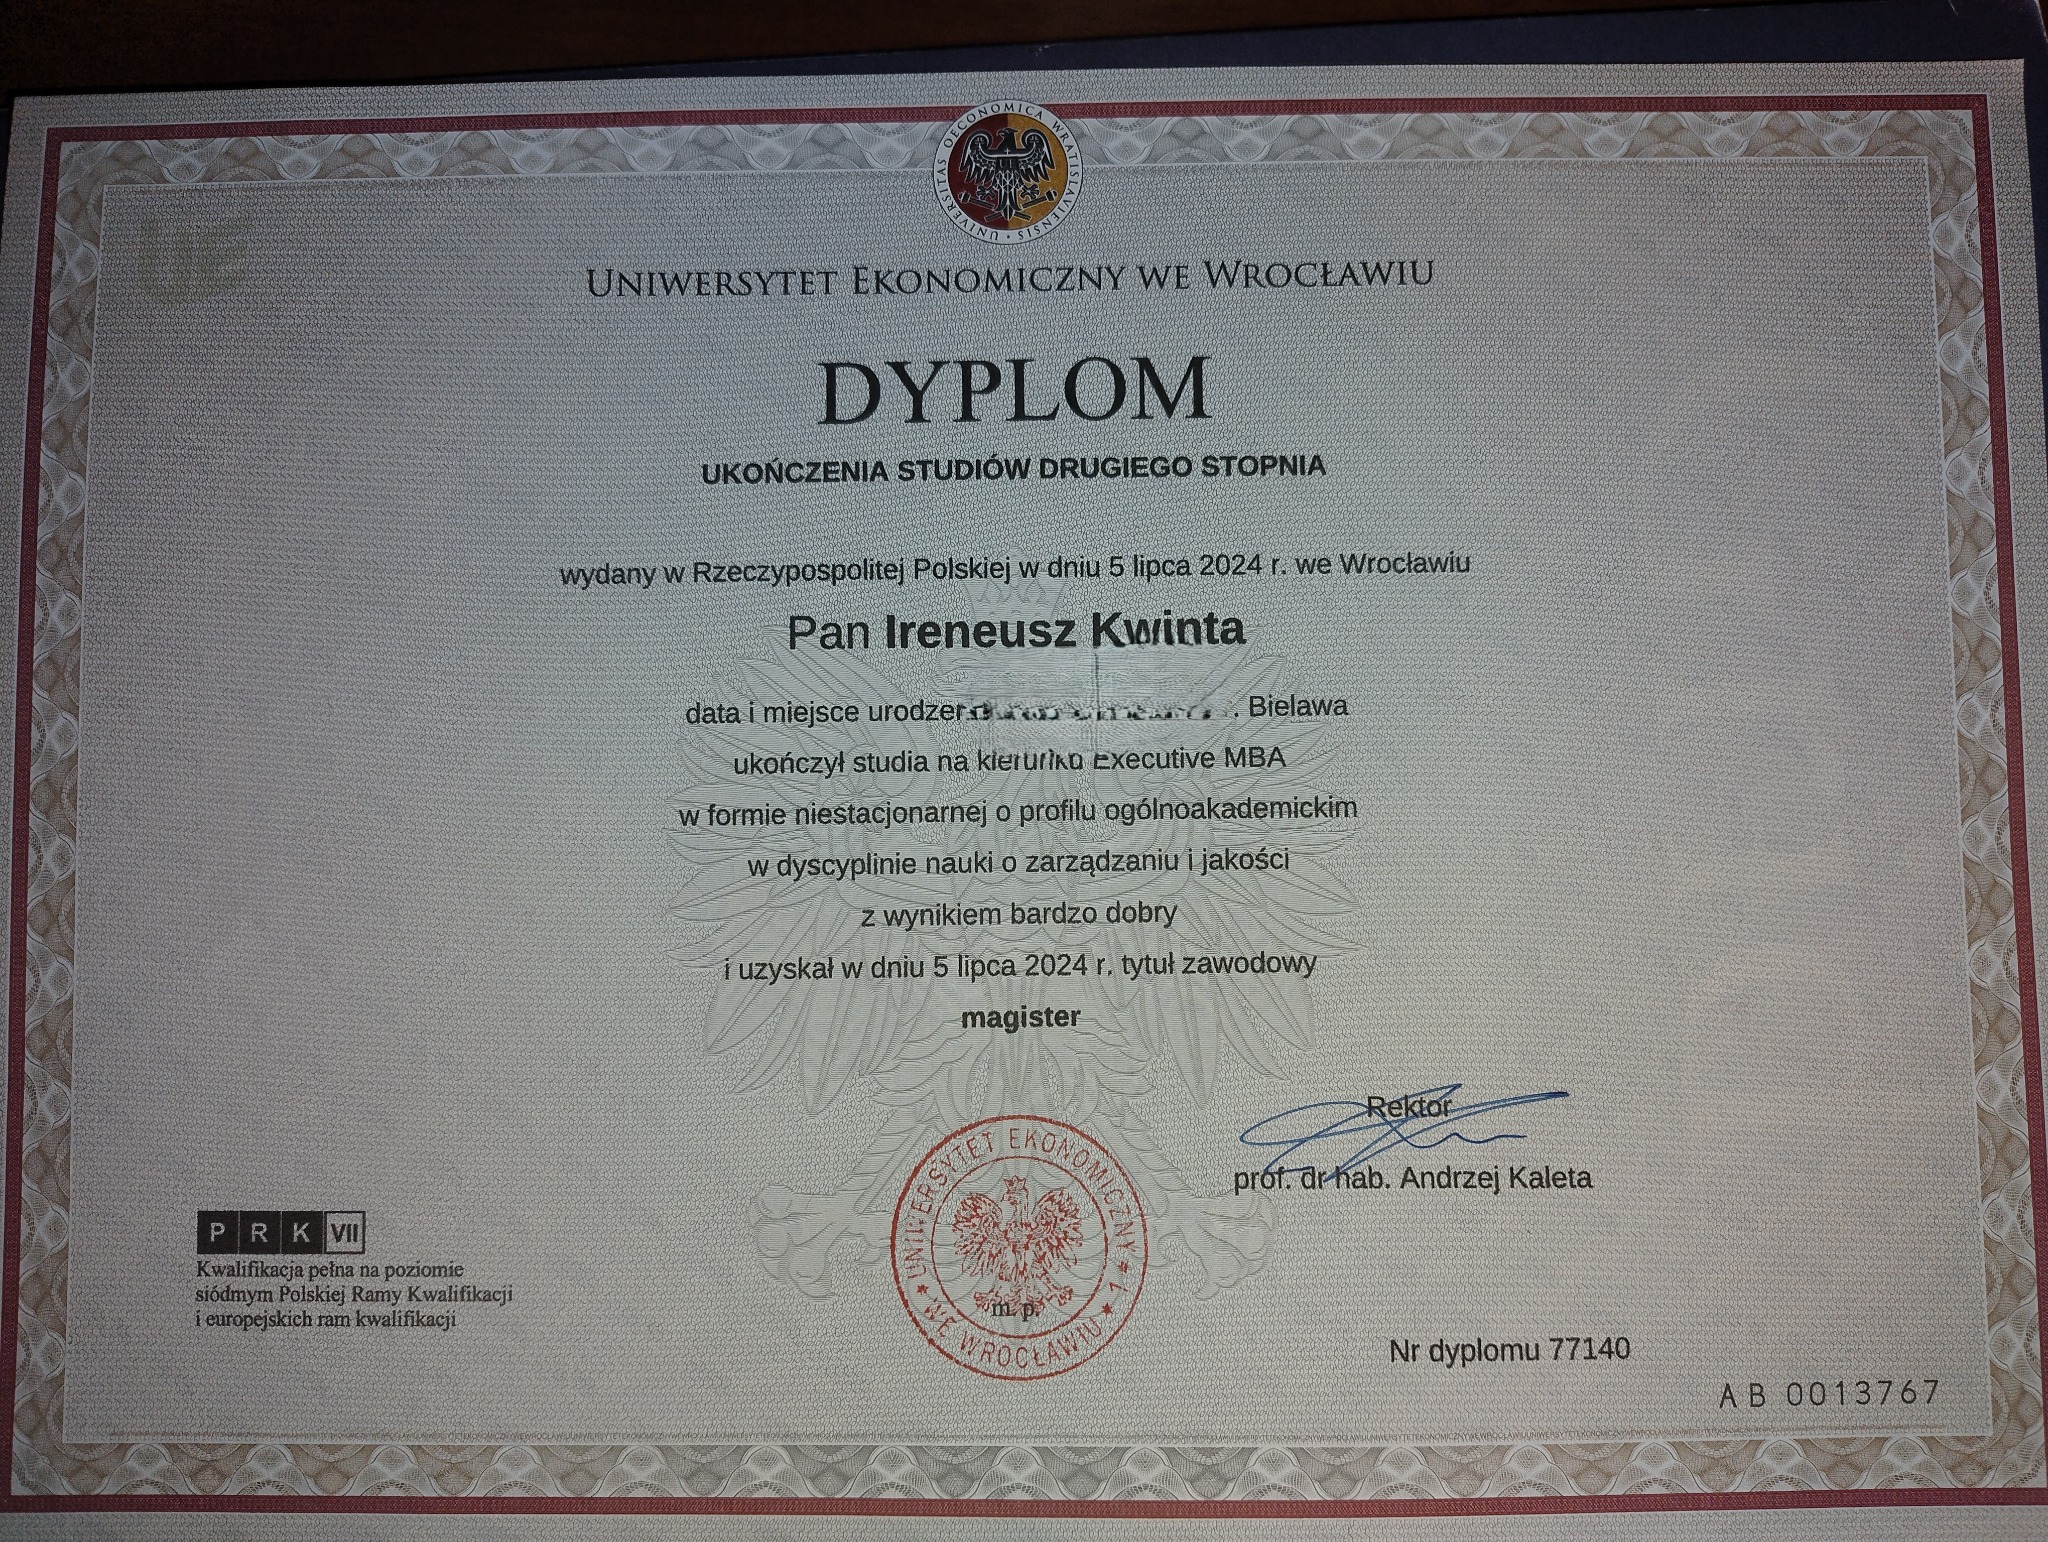 UNIVERSITAS OECONOMICA WRATISLAVIENSIS
UNIWERSYTET EKONOMICZNY WE WROCŁAWIU
DYPLOM
UKOŃCZENIA STUDIÓW DRUGIEGO STOPNIA
wydany w Rzeczypospolitej Polskiej w dniu 5 lipca 2024 r. we Wrocławiu
Pan Ireneusz Kwinta
data i miejsce . Bielawa
ukończył studia na kierunku Executive MBA
w formie niestacjonarnej o profilu ogólnoakademickim
w dyscyplinie nauki o zarządzaniu i jakości
z wynikiem bardzo dobry
i uzyskał w dniu 5 lipca 2024 r. tytuł zawodowy
magister
Rektor
prof. dr hab. Andrzej Kaleta
UNIWERSYTET EKONOMICZNY * 1 * WE WROCŁAWIU *
m. p.
PRK VII
Kwalifikacja pełna na poziomie
siódmym Polskiej Ramy Kwalifikacji
i europejskich ram kwalifikacji
Nr dyplomu 77140
AB 0013767